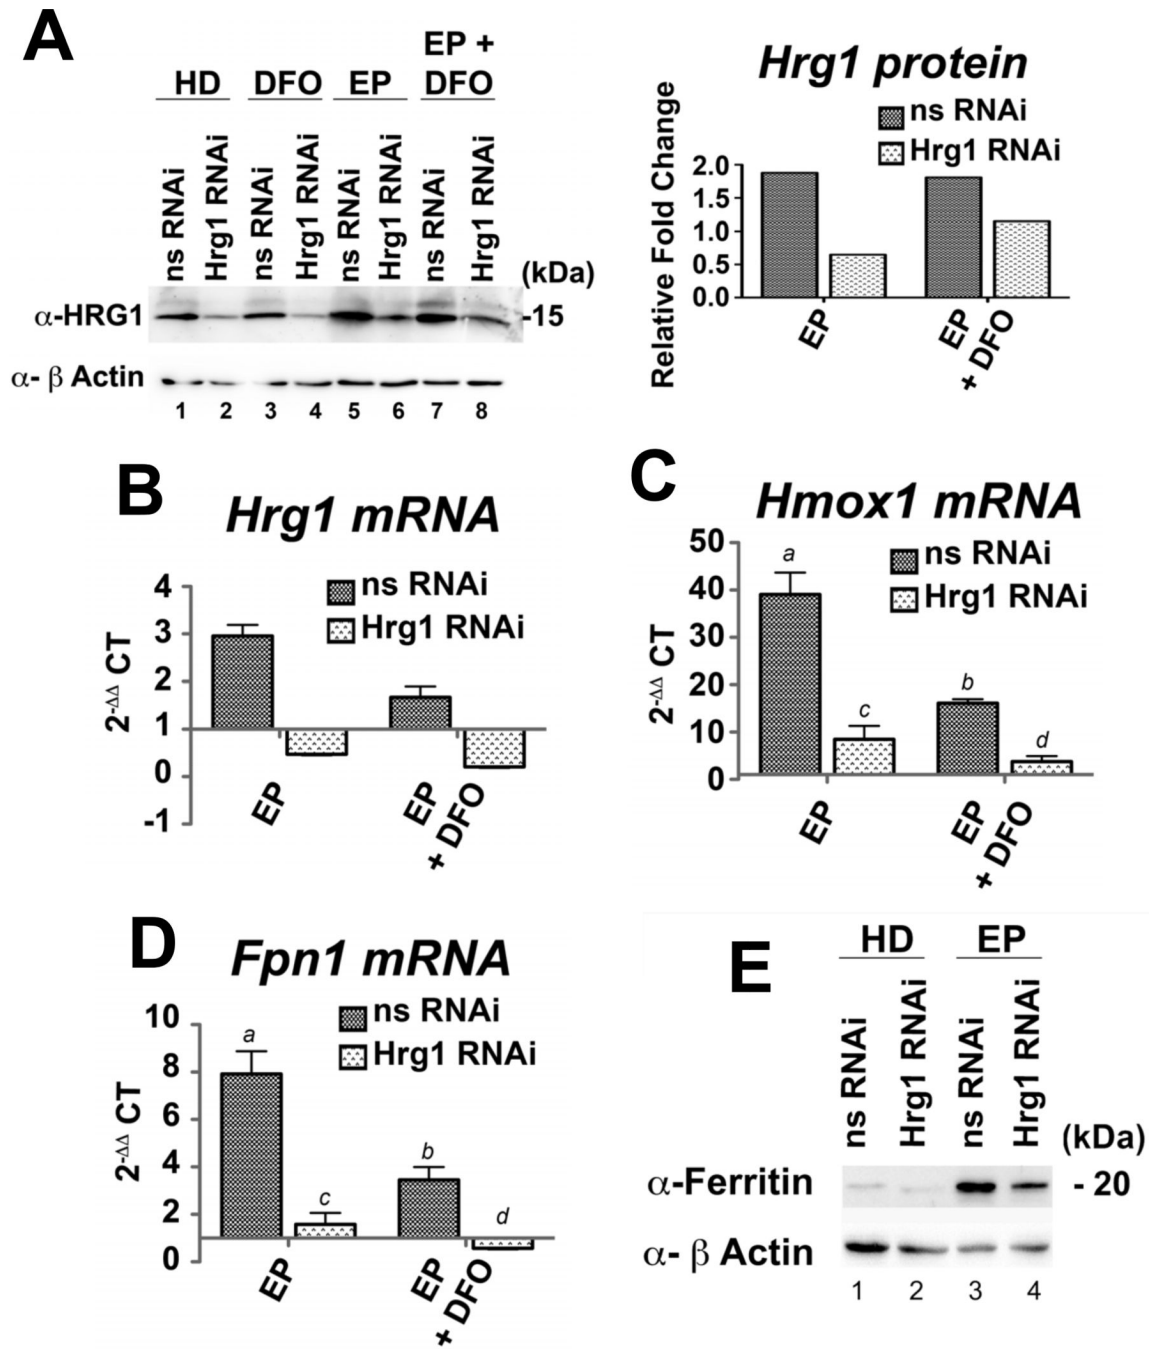 A
HD DFO EP EP + DFO
ns RNAi Hrg1 RNAi ns RNAi Hrg1 RNAi ns RNAi Hrg1 RNAi ns RNAi Hrg1 RNAi
(kDa)
α-HRG1 -15
α- β Actin
1 2 3 4 5 6 7 8
Hrg1 protein
ns RNAi
Hrg1 RNAi
Relative Fold Change
2.0
1.5
1.0
0.5
0.0
EP
EP + DFO
B
Hrg1 mRNA
ns RNAi
Hrg1 RNAi
2-ΔΔ CT
4
3
2
1
0
-1
EP
EP + DFO
C
Hmox1 mRNA
ns RNAi
Hrg1 RNAi
2-ΔΔ CT
50
40
30
20
10
0
a
c
b
d
EP
EP + DFO
D
Fpn1 mRNA
ns RNAi
Hrg1 RNAi
2-ΔΔ CT
10
8
6
4
2
0
a
c
b
d
EP
EP + DFO
E
HD EP
ns RNAi Hrg1 RNAi ns RNAi Hrg1 RNAi
(kDa)
α-Ferritin - 20
α- β Actin
1 2 3 4